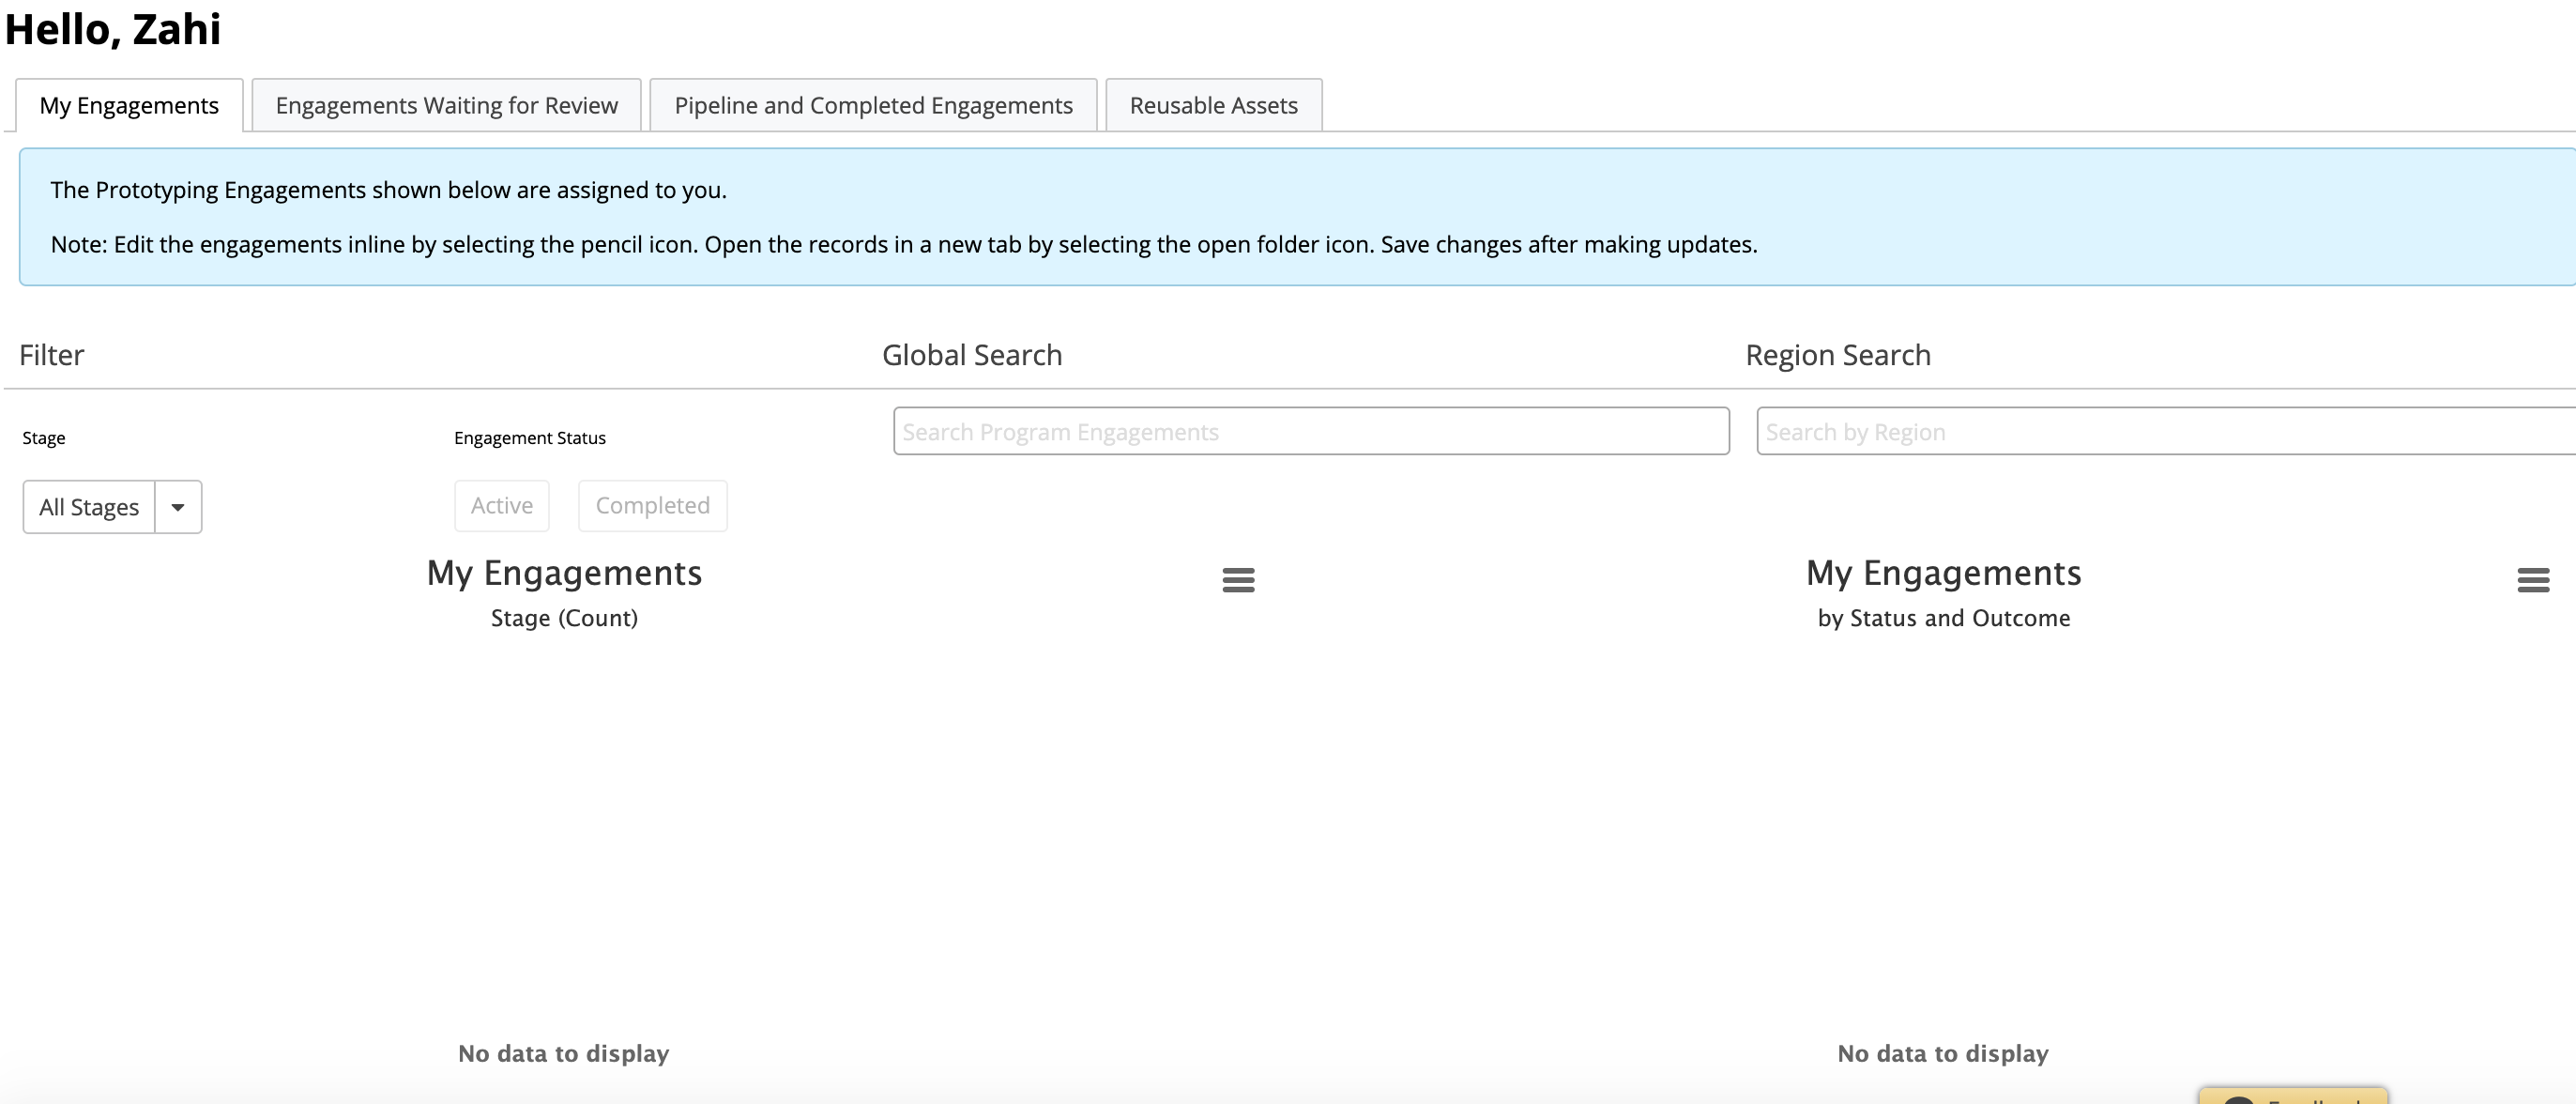 Hello, Zahi
My Engagements
Engagements Waiting for Review
Pipeline and Completed Engagements
Reusable Assets
The Prototyping Engagements shown below are assigned to you.
Note: Edit the engagements inline by selecting the pencil icon. Open the records in a new tab by selecting the open folder icon. Save changes after making updates.
Filter
Global Search
Region Search
Stage
Engagement Status
Search Program Engagements
Search by Region
All Stages
Active
Completed
My Engagements
Stage (Count)
My Engagements
by Status and Outcome
No data to display
No data to display